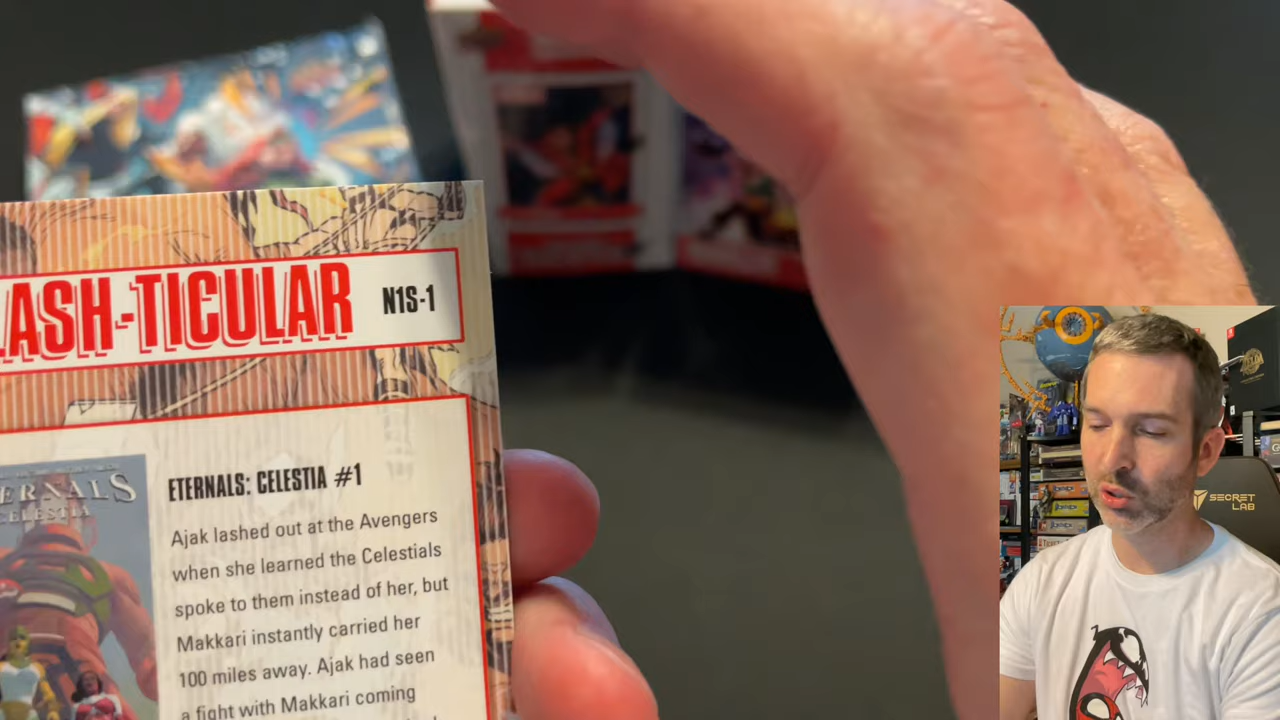 LASH-TICULAR N1S-1
ERNALS
CELESTIA
ETERNALS: CELESTIA #1
Ajak lashed out at the Avengers
when she learned the Celestials
spoke to them instead of her, but
Makkari instantly carried her
100 miles away. Ajak had seen
a fight with Makkari coming
SECRET
LAB